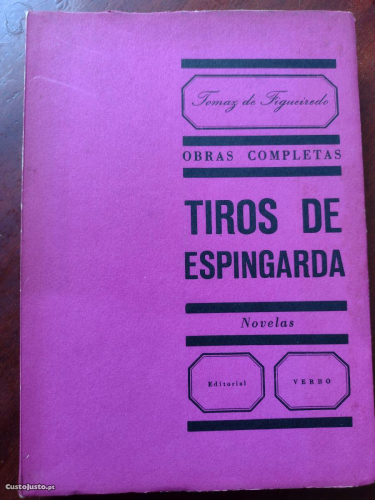 Tomaz de Figueiredo
OBRAS COMPLETAS
TIROS DE
ESPINGARDA
Novelas
Editorial VERBO
CustoJusto.pt